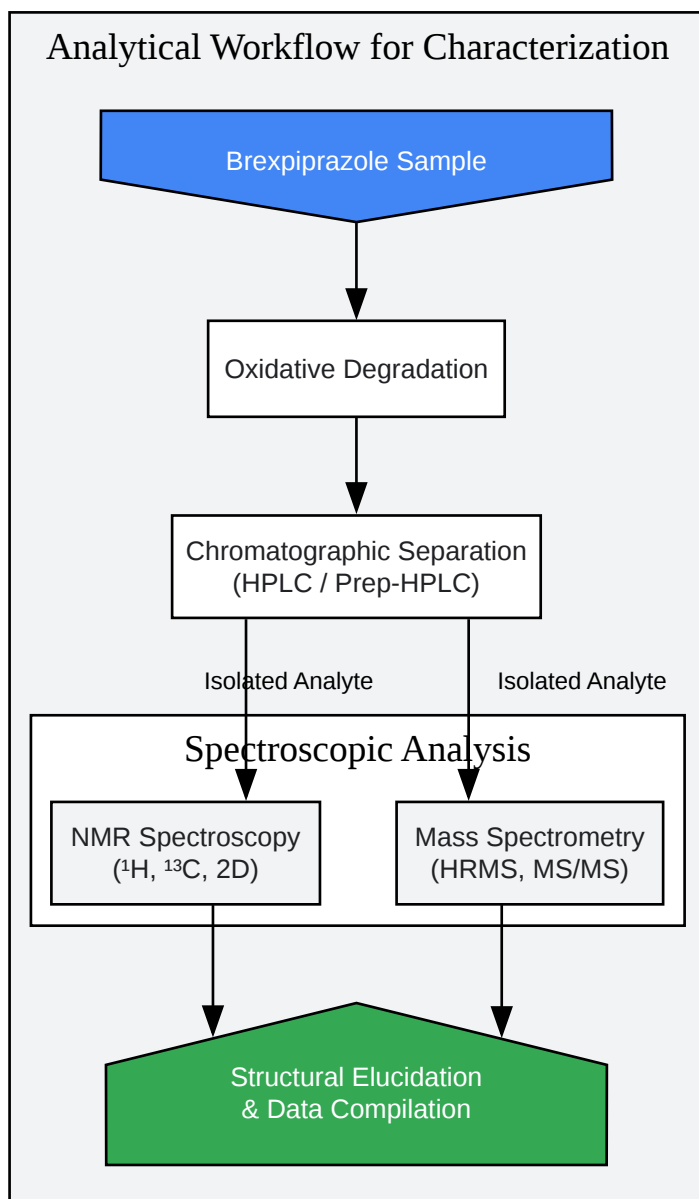 Analytical Workflow for Characterization
Brexpiprazole Sample
Oxidative Degradation
Chromatographic Separation
(HPLC / Prep-HPLC)
Isolated Analyte
Isolated Analyte
Spectroscopic Analysis
NMR Spectroscopy
(¹H, ¹³C, 2D)
Mass Spectrometry
(HRMS, MS/MS)
Structural Elucidation
& Data Compilation